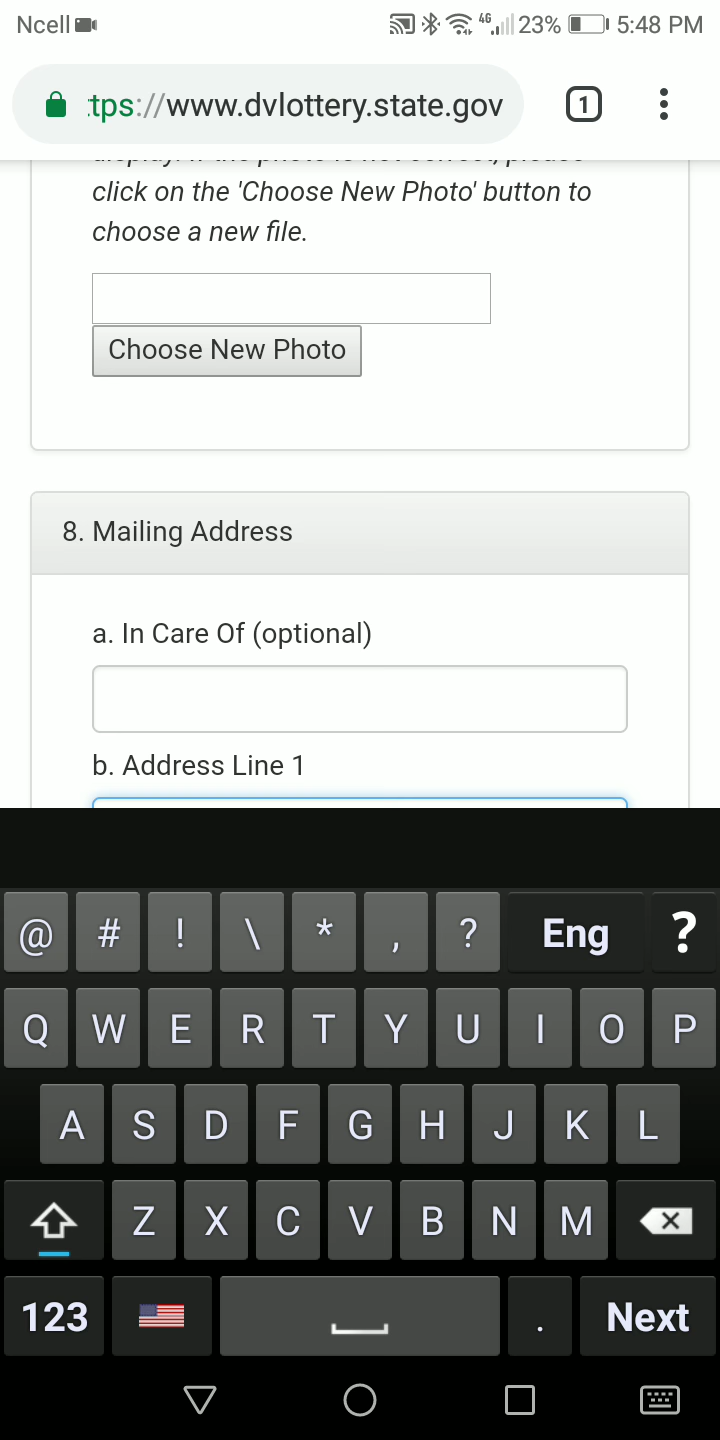 Ncell 4G 23% 5:48 PM
tps://www.dvlottery.state.gov 1
click on the 'Choose New Photo' button to
choose a new file.
Choose New Photo
8. Mailing Address
a. In Care Of (optional)
b. Address Line 1
@ # ! \ * , ? Eng ?
Q W E R T Y U I O P
A S D F G H J K L
Z X C V B N M
123 . Next